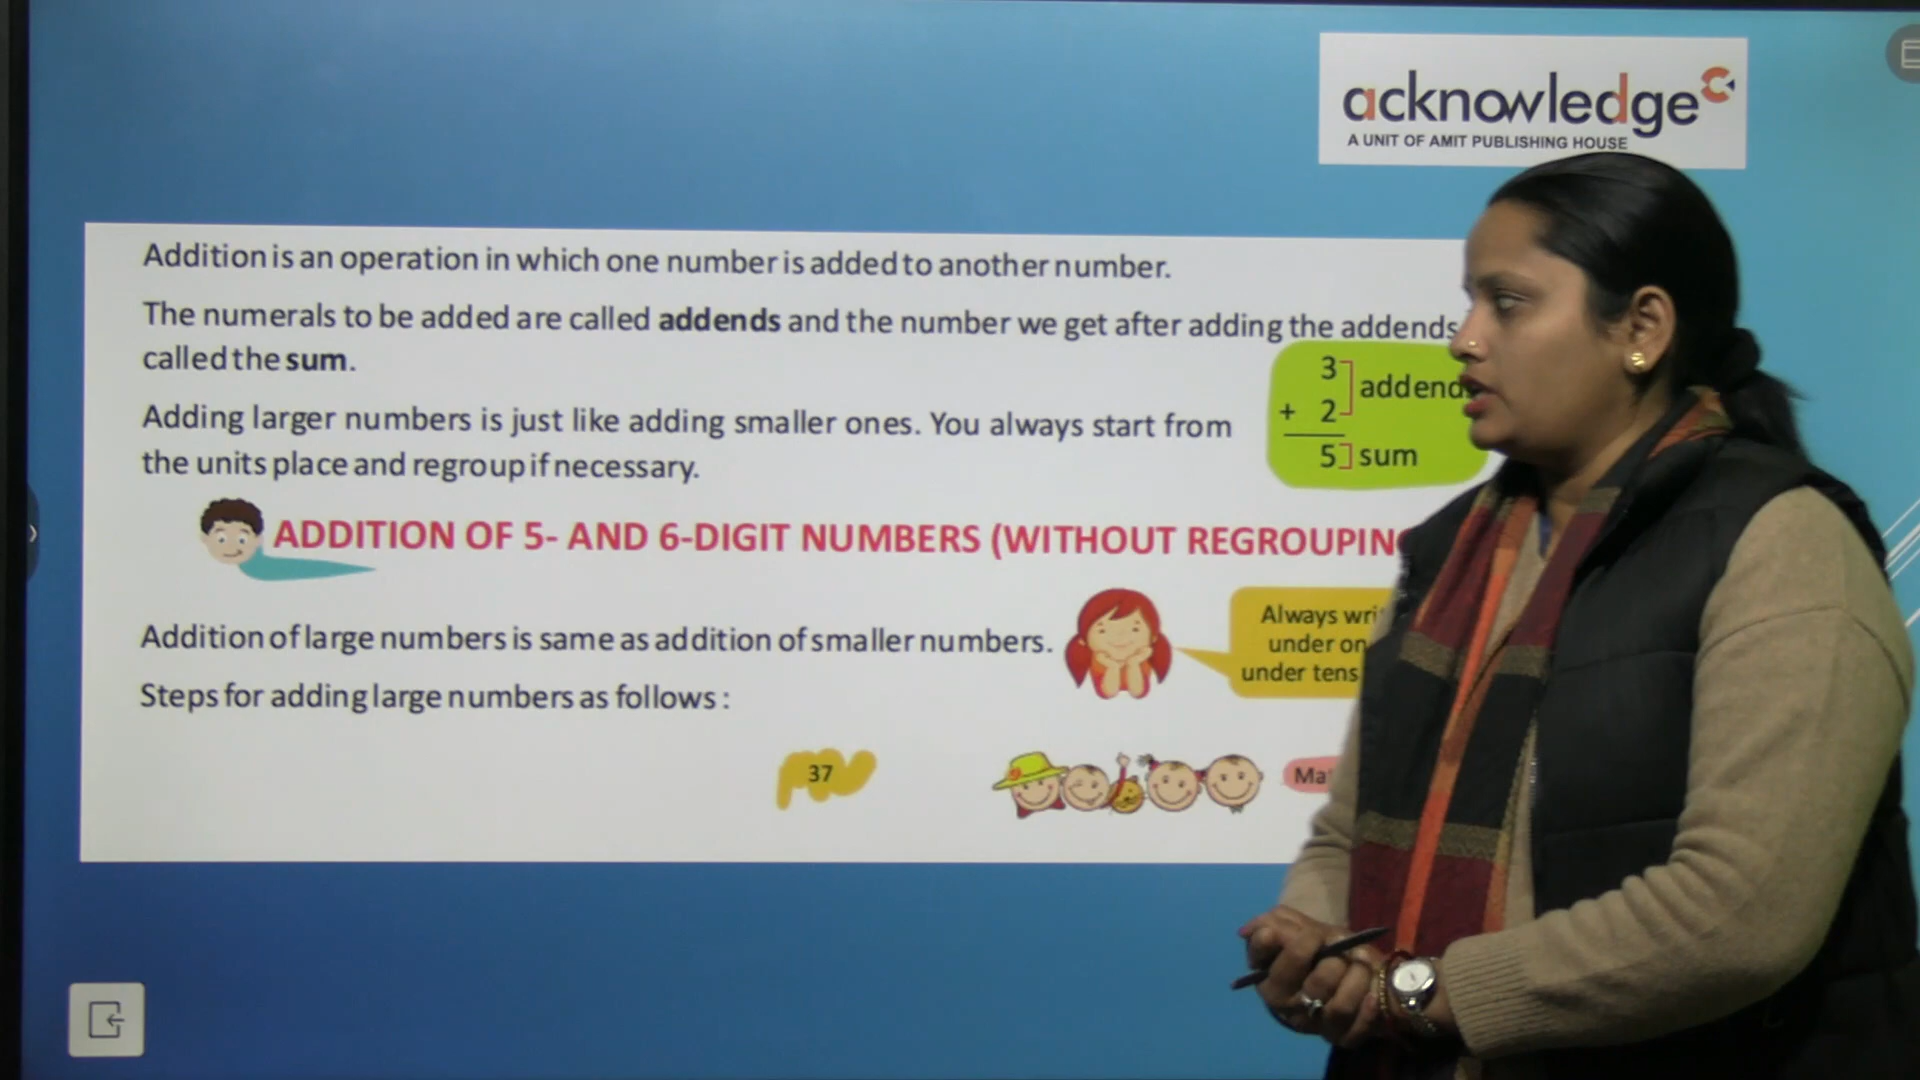 acknowledge
A UNIT OF AMIT PUBLISHING HOUSE
Addition is an operation in which one number is added to another number.
The numerals to be added are called addends and the number we get after adding the addends
called the sum.
3
+ 2
addend
5 sum
Adding larger numbers is just like adding smaller ones. You always start from
the units place and regroup if necessary.
ADDITION OF 5- AND 6-DIGIT NUMBERS (WITHOUT REGROUPING
Always
under
under tens
Addition of large numbers is same as addition of smaller numbers.
Steps for adding large numbers as follows :
37